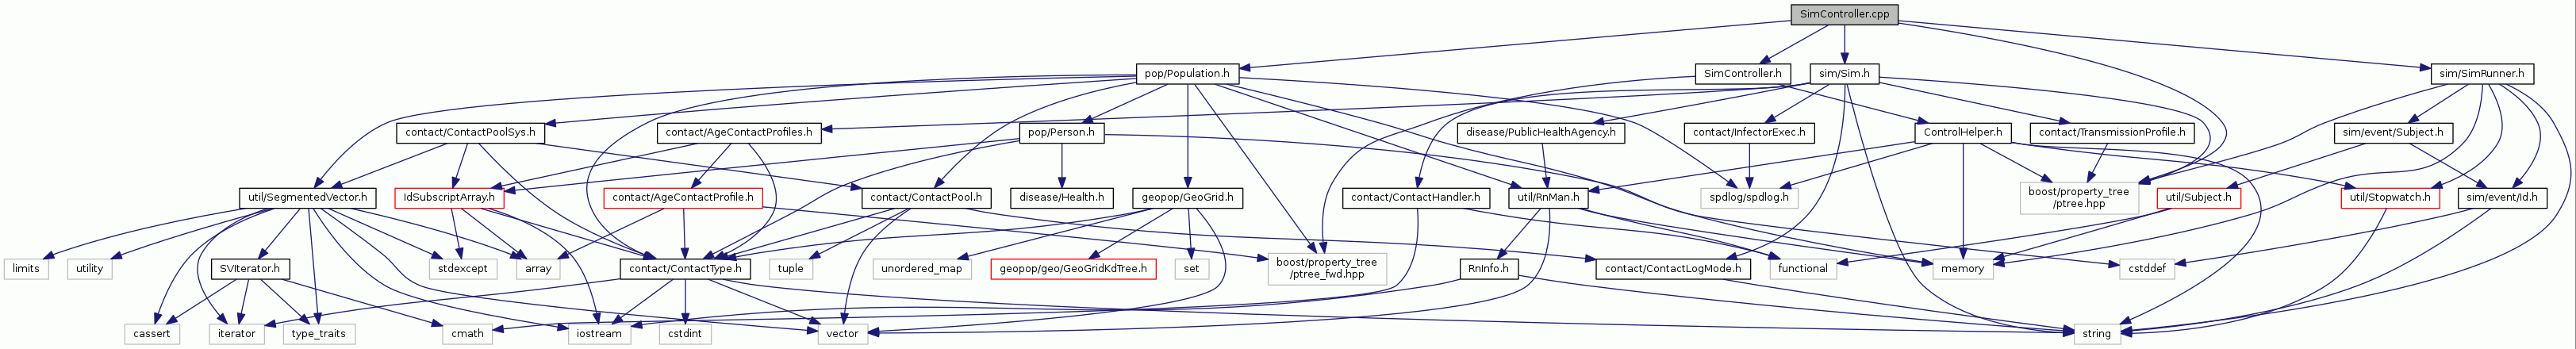 SimController.cpp
pop/Population.h
SimController.h
sim/Sim.h
sim/SimRunner.h
contact/ContactPoolSys.h
contact/AgeContactProfiles.h
pop/Person.h
disease/PublicHealthAgency.h
contact/InfectorExec.h
ControlHelper.h
contact/TransmissionProfile.h
sim/event/Subject.h
util/SegmentedVector.h
IdSubscriptArray.h
contact/AgeContactProfile.h
contact/ContactPool.h
disease/Health.h
geopop/GeoGrid.h
contact/ContactHandler.h
util/RnMan.h
spdlog/spdlog.h
boost/property_tree
/ptree.hpp
util/Subject.h
util/Stopwatch.h
sim/event/Id.h
limits
utility
SVIterator.h
stdexcept
array
contact/ContactType.h
tuple
unordered_map
geopop/geo/GeoGridKdTree.h
set
boost/property_tree
/ptree_fwd.hpp
RnInfo.h
contact/ContactLogMode.h
functional
memory
cstddef
cassert
iterator
type_traits
cmath
iostream
cstdint
vector
string